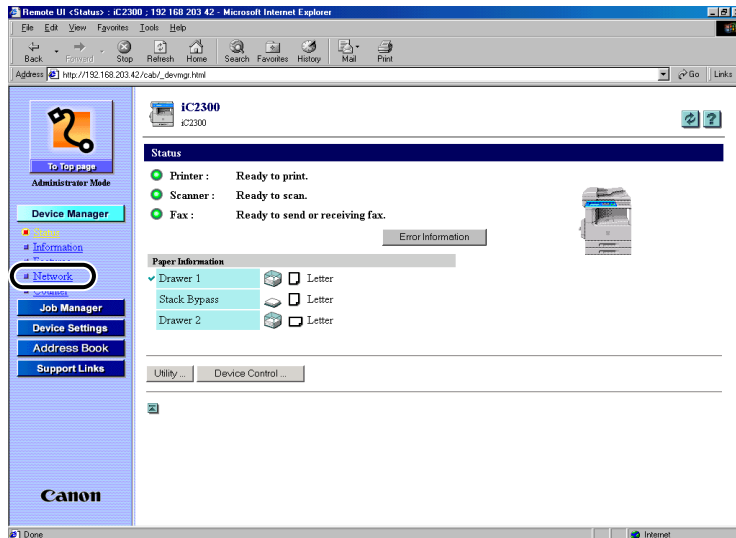 Remote UI <Status> : iC2300 ; 192 168 203 42 - Microsoft Internet Explorer
File Edit View Favorites Tools Help
Back Forward Stop Refresh Home Search Favorites History Mail Print
Address http://192.168.203.42/cab/_devmgr.html Go Links
iC2300
iC2300
To Top page
Administrator Mode
Status
Printer : Ready to print.
Scanner : Ready to scan.
Fax : Ready to send or receiving fax.
Error Information
Device Manager
Status
Information
Features
Network
Counter
Job Manager
Device Settings
Address Book
Support Links
Paper Information
Drawer 1 Letter
Stack Bypass Letter
Drawer 2 Letter
Utility ... Device Control ...
Canon
Done Internet